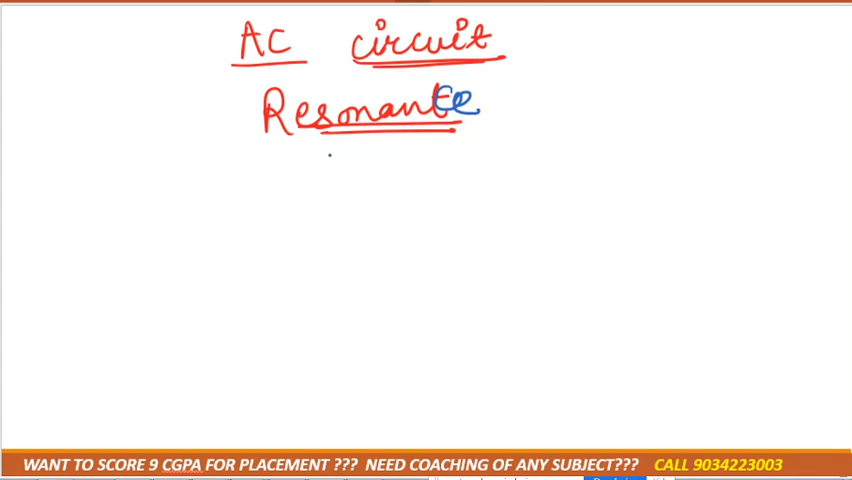 AC circuit
Resonance
WANT TO SCORE 9 CGPA FOR PLACEMENT ??? NEED COACHING OF ANY SUBJECT??? CALL 9034223003